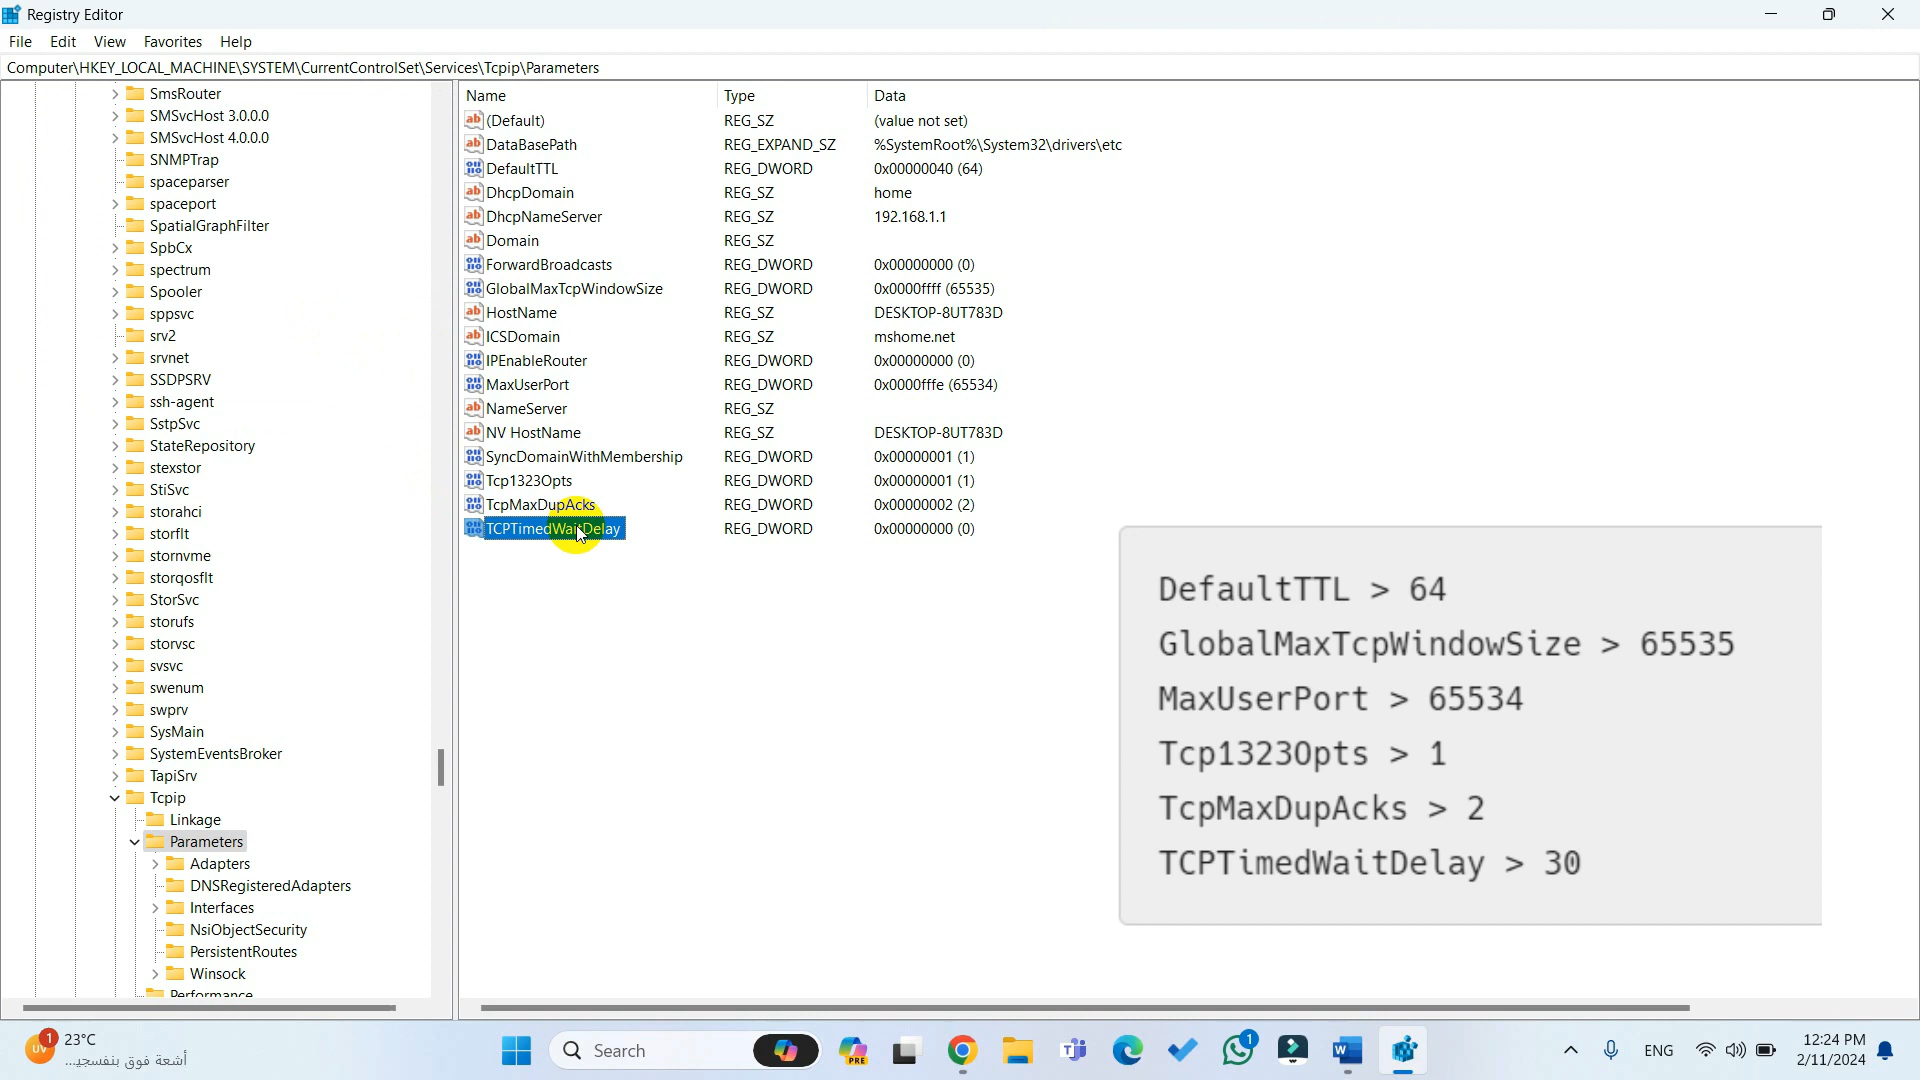 Registry Editor
File Edit View Favorites Help
Computer\HKEY_LOCAL_MACHINE\SYSTEM\CurrentControlSet\Services\Tcpip\Parameters
SmsRouter
SMSvcHost 3.0.0.0
SMSvcHost 4.0.0.0
SNMPTrap
spaceparser
spaceport
SpatialGraphFilter
SpbCx
spectrum
Spooler
sppsvc
srv2
srvnet
SSDPSRV
ssh-agent
SstpSvc
StateRepository
stexstor
StiSvc
storahci
storflt
stornvme
storqosflt
StorSvc
storufs
storvsc
svsvc
swenum
swprv
SysMain
SystemEventsBroker
TapiSrv
Tcpip
Linkage
Parameters
Adapters
DNSRegisteredAdapters
Interfaces
NsiObjectSecurity
PersistentRoutes
Winsock
Performance
Name Type Data
(Default) REG_SZ (value not set)
DataBasePath REG_EXPAND_SZ %SystemRoot%\System32\drivers\etc
DefaultTTL REG_DWORD 0x00000040 (64)
DhcpDomain REG_SZ home
DhcpNameServer REG_SZ 192.168.1.1
Domain REG_SZ
ForwardBroadcasts REG_DWORD 0x00000000 (0)
GlobalMaxTcpWindowSize REG_DWORD 0x0000ffff (65535)
HostName REG_SZ DESKTOP-8UT783D
ICSDomain REG_SZ mshome.net
IPEnableRouter REG_DWORD 0x00000000 (0)
MaxUserPort REG_DWORD 0x0000fffe (65534)
NameServer REG_SZ
NV HostName REG_SZ DESKTOP-8UT783D
SyncDomainWithMembership REG_DWORD 0x00000001 (1)
Tcp1323Opts REG_DWORD 0x00000001 (1)
TcpMaxDupAcks REG_DWORD 0x00000002 (2)
TCPTimedWaitDelay REG_DWORD 0x00000000 (0)
DefaultTTL > 64
GlobalMaxTcpWindowSize > 65535
MaxUserPort > 65534
Tcp1323Opts > 1
TcpMaxDupAcks > 2
TCPTimedWaitDelay > 30
UV 1 23°C
أشعة فوق بنفسجيـ...
Search
PRE
1
ENG
12:24 PM
2/11/2024